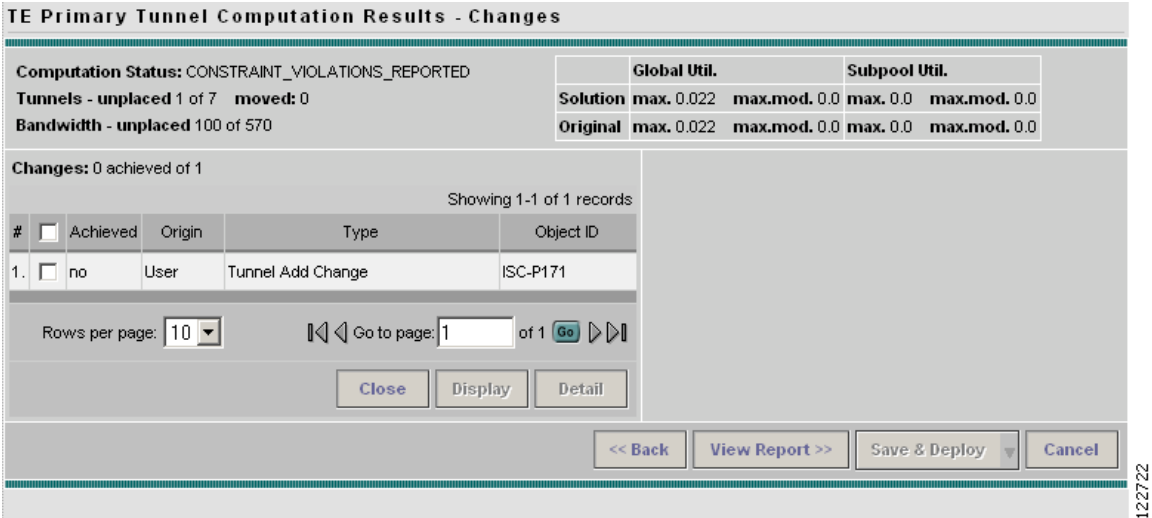 TE Primary Tunnel Computation Results - Changes
Computation Status: CONSTRAINT_VIOLATIONS_REPORTED
Tunnels - unplaced 1 of 7 moved: 0
Bandwidth - unplaced 100 of 570
Global Util. Subpool Util.
Solution max. 0.022 max.mod. 0.0 max. 0.0 max.mod. 0.0
Original max. 0.022 max.mod. 0.0 max. 0.0 max.mod. 0.0
Changes: 0 achieved of 1
Showing 1-1 of 1 records
# Achieved Origin Type Object ID
1. no User Tunnel Add Change ISC-P171
Rows per page: 10 Go to page: 1 of 1 Go
Close Display Detail
<< Back View Report >> Save & Deploy Cancel
122722